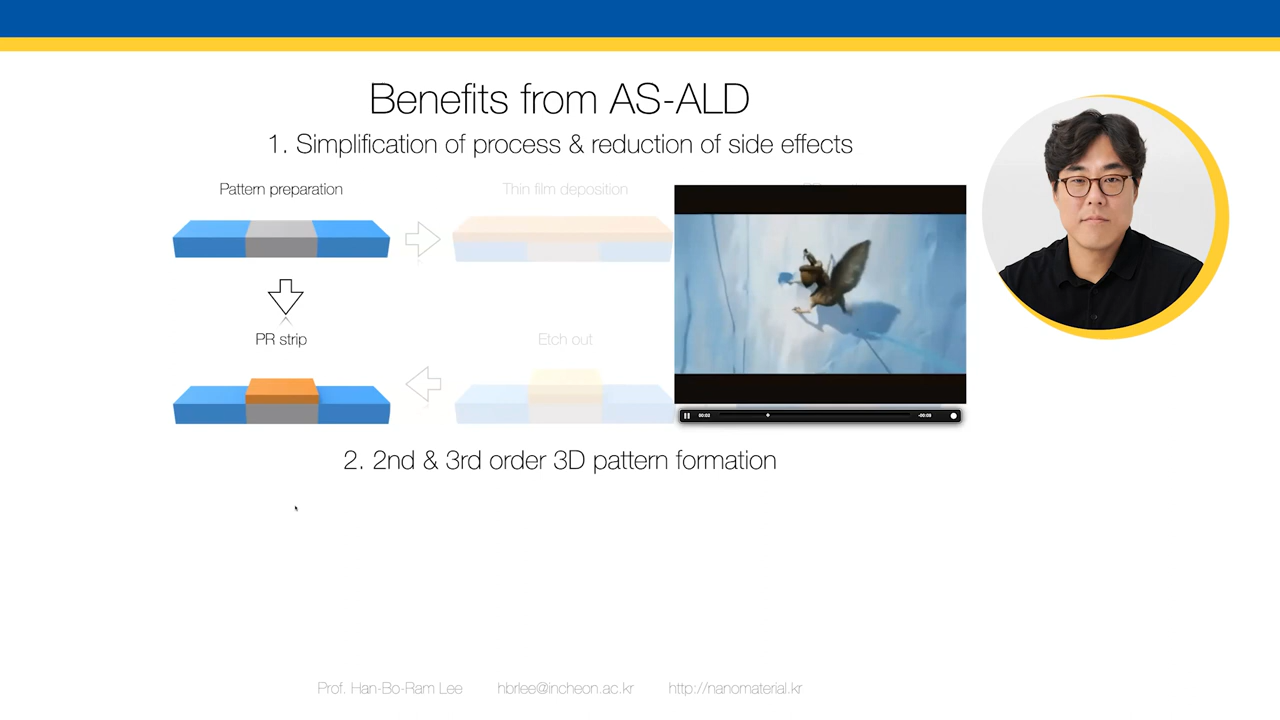 Benefits from AS-ALD
1. Simplification of process & reduction of side effects
Pattern preparation
Thin film deposition
PR strip
Etch out
00:03
2. 2nd & 3rd order 3D pattern formation
Prof. Han-Bo-Ram Lee hbrlee@incheon.ac.kr http://nanomaterial.kr